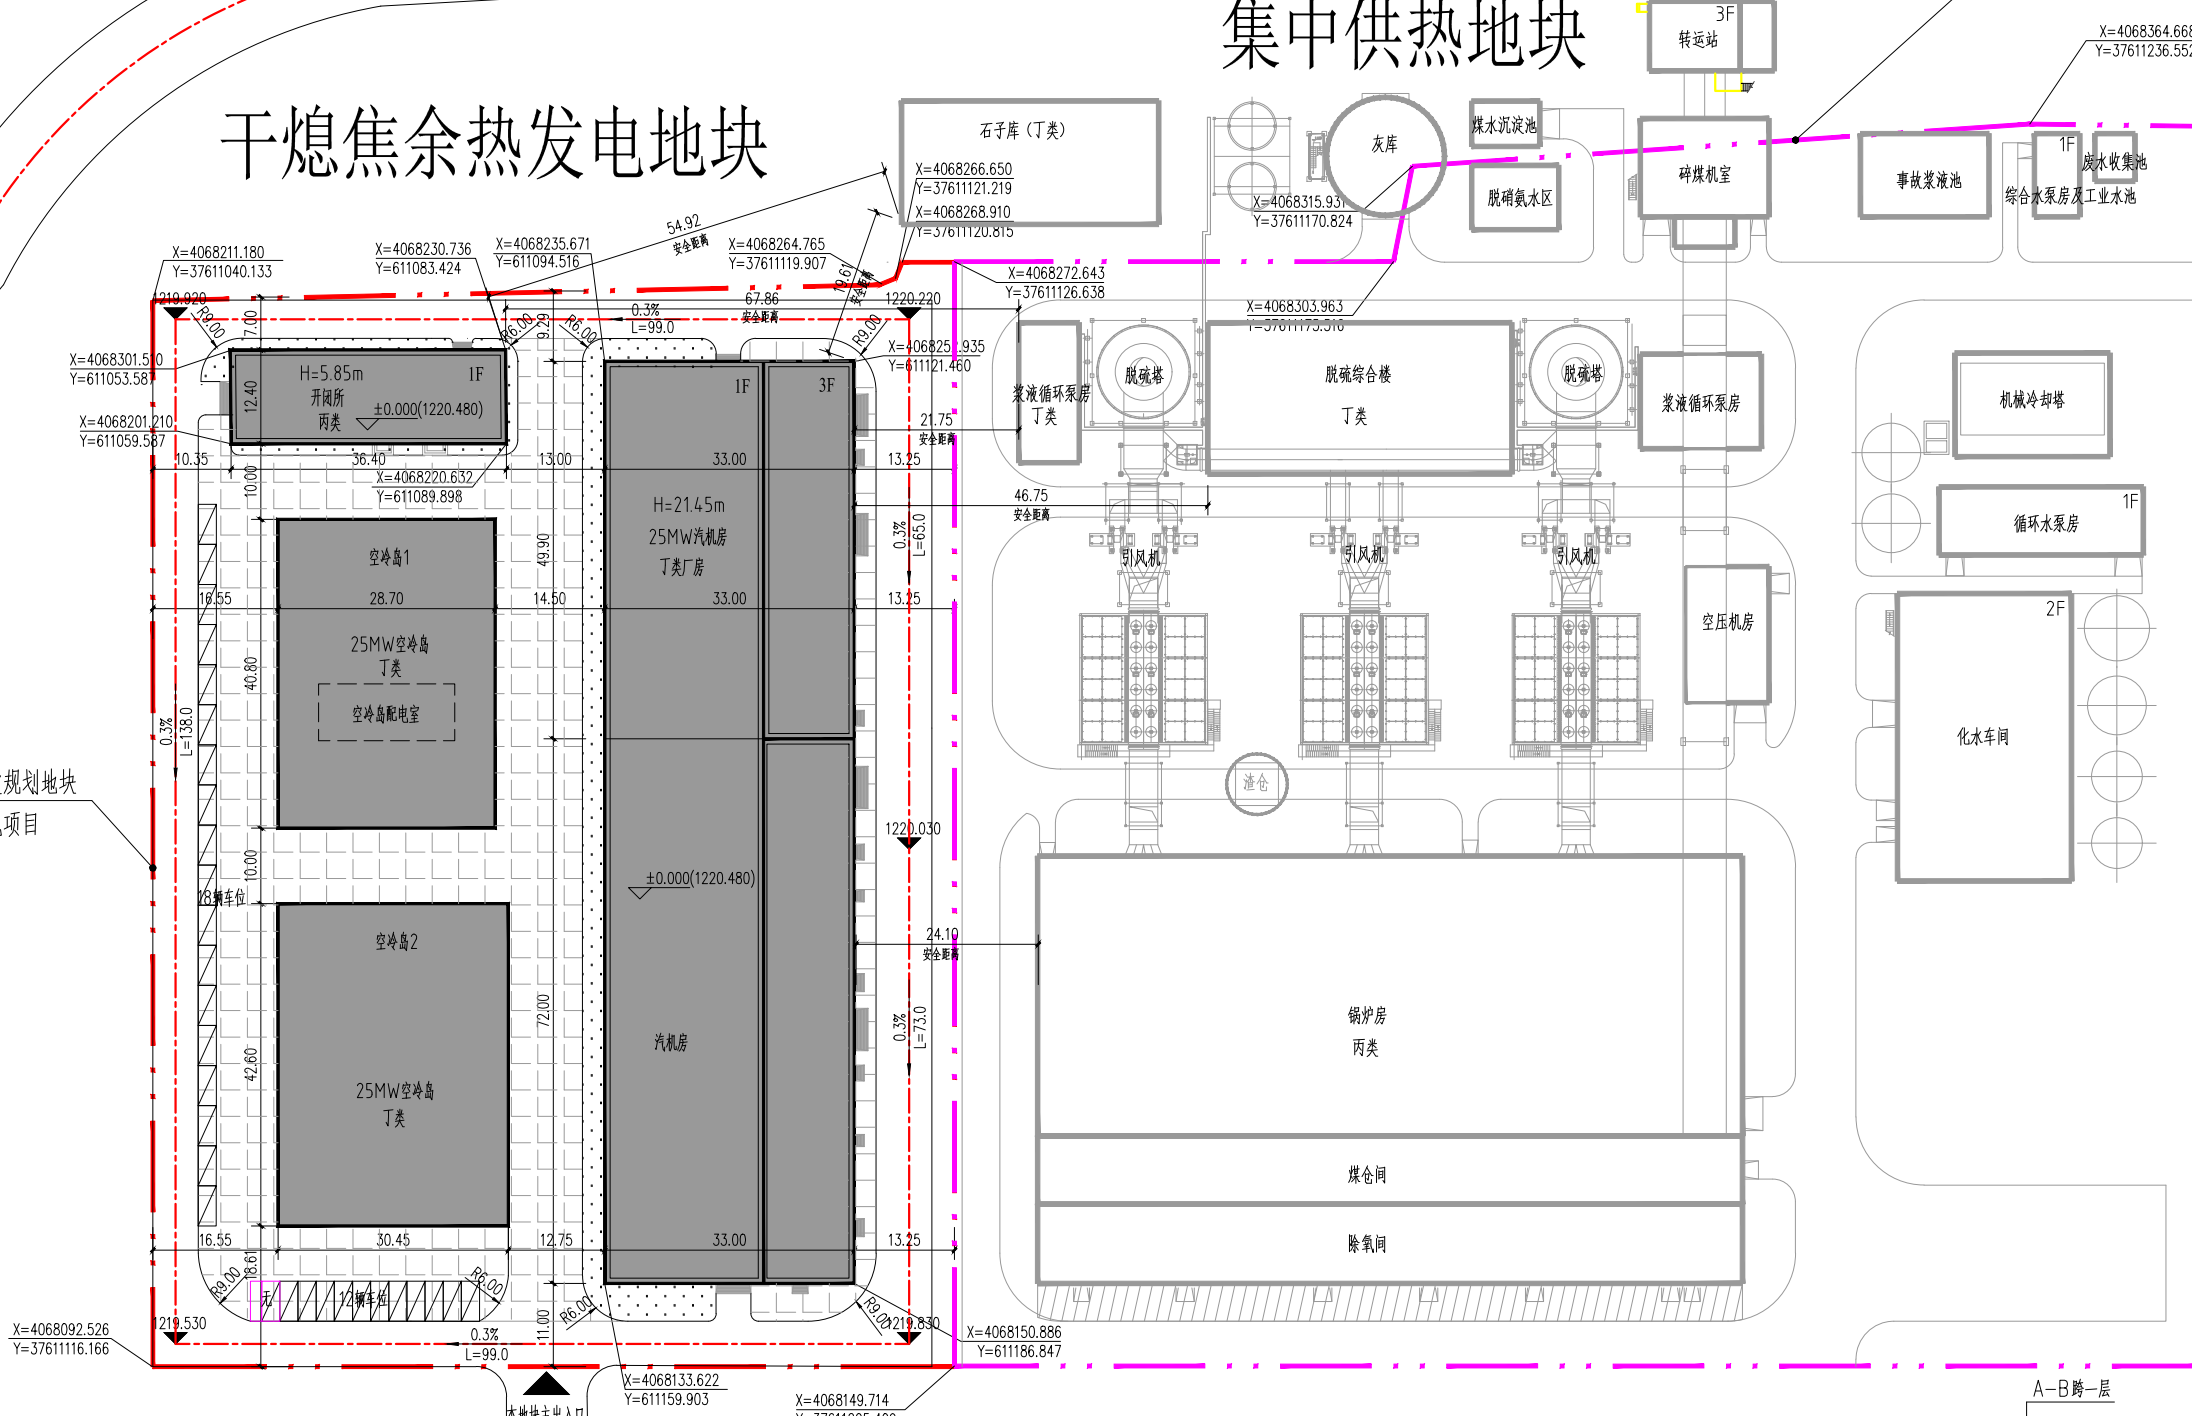 集中供热地块
干熄焦余热发电地块
3F
转运站
X=4068364.668
Y=37611236.552
石子库（丁类）
灰库
煤水沉淀池
脱硝氨水区
碎煤机室
事故浆液池
1F
废水收集池
综合水泵房及工业水池
X=4068266.650
Y=37611121.219
X=4068268.910
Y=37611120.815
X=4068315.931
Y=37611170.824
54.92
安全距离
19.61
安全距离
X=4068211.180
Y=37611040.133
X=4068230.736
Y=611083.424
X=4068235.671
Y=611094.516
X=4068264.765
Y=37611119.907
X=4068272.643
Y=37611126.638
X=4068303.963
1219.920
1220.220
67.86
安全距离
0.3%
L=99.0
R9.00
7.00
R6.00
9.29
R6.00
R9.00
X=4068301.510
Y=611053.587
X=4068201.210
Y=611059.587
H=5.85m
1F
开闭所
丙类
±0.000(1220.480)
12.40
1F
3F
Y=611121.460
浆液循环泵房
丁类
脱硫塔
脱硫综合楼
丁类
脱硫塔
浆液循环泵房
机械冷却塔
21.75
安全距离
10.35
36.40
13.00
33.00
13.25
X=4068220.632
Y=611089.898
10.00
H=21.45m
25MW汽机房
丁类厂房
46.75
安全距离
0.3%
L=65.0
1F
循环水泵房
空冷岛1
49.90
引风机
引风机
引风机
16.55
28.70
14.50
33.00
13.25
25MW空冷岛
丁类
空冷岛配电室
40.80
0.3%
L=138.0
空压机房
2F
化水车间
规划地块
项目
渣仓
1220.030
10.00
18辆车位
±0.000(1220.480)
空冷岛2
24.10
安全距离
72.00
0.3%
L=73.0
汽机房
锅炉房
丙类
42.60
25MW空冷岛
丁类
煤仓间
除氧间
16.55
30.45
12.75
33.00
13.25
18.61
R9.00
无
12辆车位
R6.00
R6.00
11.00
R9.00
1219.530
0.3%
L=99.0
1219.830
X=4068092.526
Y=37611116.166
X=4068150.886
Y=611186.847
X=4068133.622
Y=611159.903
X=4068149.714
本地块主出入口
A-B跨一层